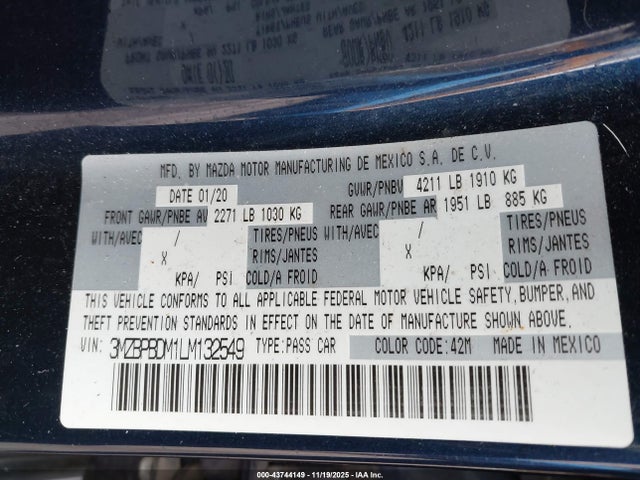 MFD. BY MAZDA MOTOR MANUFACTURING DE MEXICO S.A. DE C.V.
DATE 01/20 GVWR/PNBV 4211 LB 1910 KG
FRONT GAWR/PNBE AV 2271 LB 1030 KG REAR GAWR/PNBE AR 1951 LB 885 KG
WITH/AVEC / TIRES/PNEUS WITH/AVEC / TIRES/PNEUS
X RIMS/JANTES X RIMS/JANTES
KPA/ PSI COLD/A FROID KPA/ PSI COLD/A FROID
THIS VEHICLE CONFORMS TO ALL APPLICABLE FEDERAL MOTOR VEHICLE SAFETY, BUMPER, AND
THEFT PREVENTION STANDARDS IN EFFECT ON THE DATE OF MANUFACTURE SHOWN ABOVE.
VIN: 3MZBPBDM1LM132549 TYPE: PASS CAR COLOR CODE: 42M MADE IN MEXICO
000-43744149 - 11/19/2025 - IAA Inc.